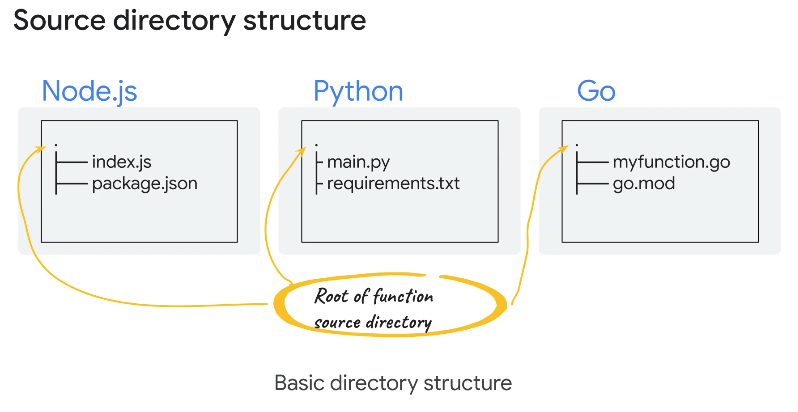 Source directory structure
Node.js
.
index.js
package.json
Python
.
main.py
requirements.txt
Go
.
myfunction.go
go.mod
Root of function
source directory
Basic directory structure